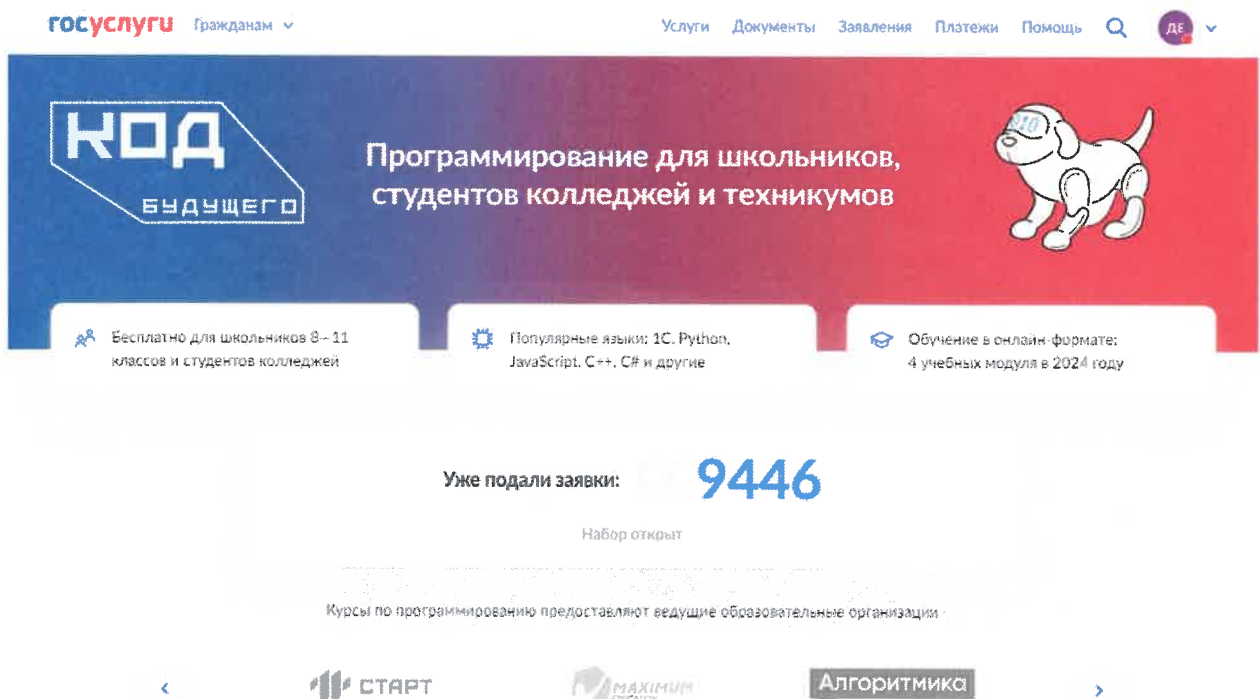 госуслуги Гражданам
Услуги Документы Заявления Платежи Помощь ДЕ
КОД
БУДУЩЕГО
Программирование для школьников,
студентов колледжей и техникумов
Бесплатно для школьников 8–11
классов и студентов колледжей
Популярные языки: 1C, Python,
JavaScript, C++, C# и другие
Обучение в онлайн-формате:
4 учебных модуля в 2024 году
Уже подали заявки: 9446
Набор открыт
Курсы по программированию предоставляют ведущие образовательные организации
СТАРТ
MAXIMUM
Алгоритмика